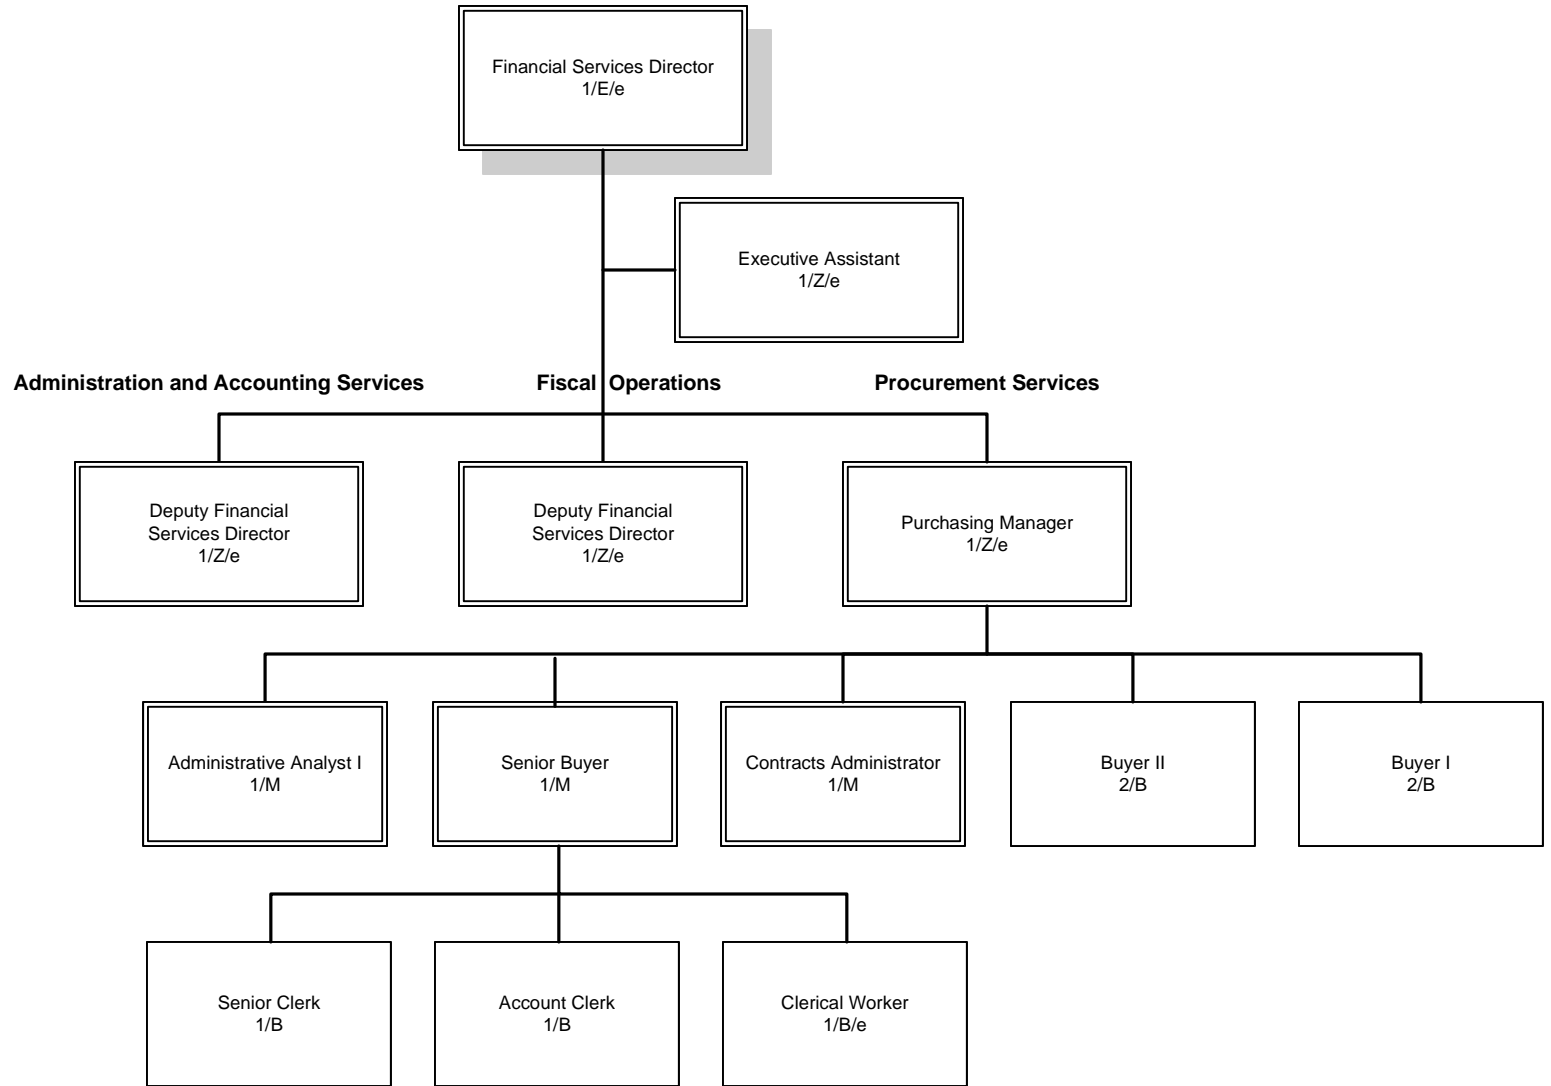 Financial Services Director
1/E/e
Executive Assistant
1/Z/e
Administration and Accounting Services
Fiscal Operations
Procurement Services
Deputy Financial
Services Director
1/Z/e
Deputy Financial
Services Director
1/Z/e
Purchasing Manager
1/Z/e
Administrative Analyst I
1/M
Senior Buyer
1/M
Contracts Administrator
1/M
Buyer II
2/B
Buyer I
2/B
Senior Clerk
1/B
Account Clerk
1/B
Clerical Worker
1/B/e